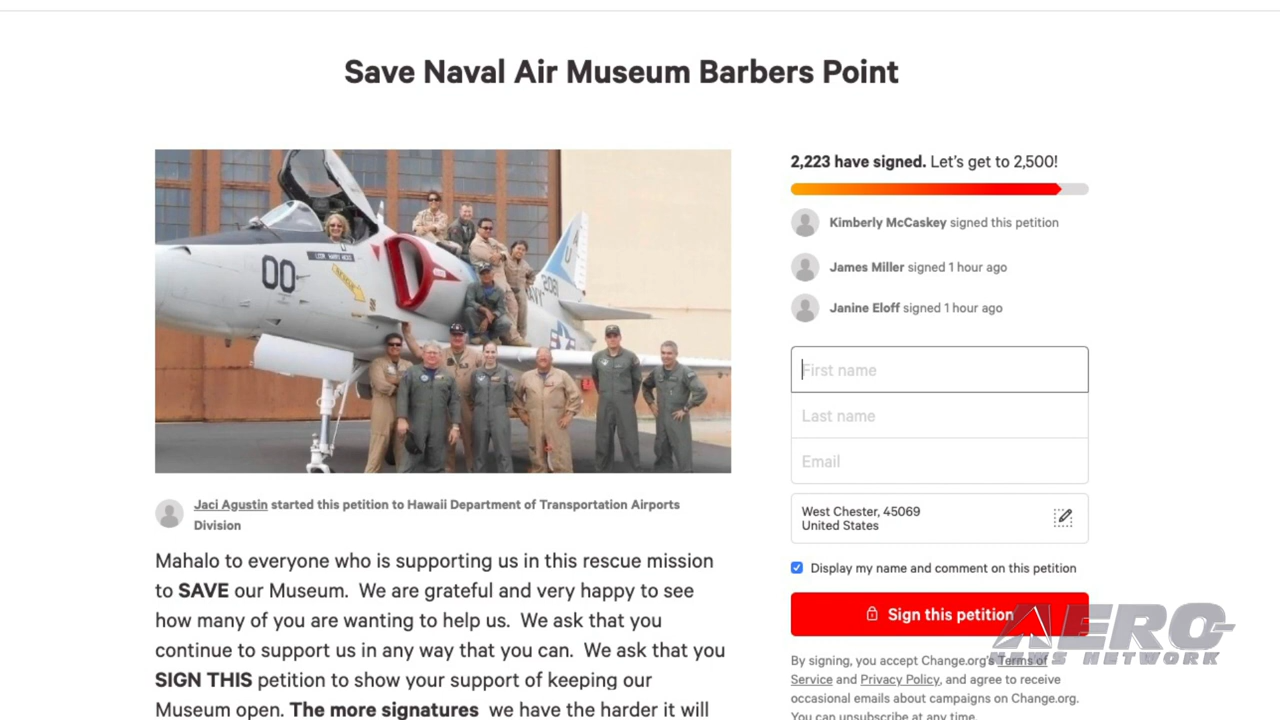 Save Naval Air Museum Barbers Point
00
NAVY
2,223 have signed. Let's get to 2,500!
Kimberly McCaskey signed this petition
James Miller signed 1 hour ago
Janine Eloff signed 1 hour ago
First name
Last name
Email
West Chester, 45069
United States
Display my name and comment on this petition
Sign this petition
By signing, you accept Change.org's Terms of
Service and Privacy Policy, and agree to receive
occasional emails about campaigns on Change.org.
You can unsubscribe at any time.
Jaci Agustin started this petition to Hawaii Department of Transportation Airports
Division
Mahalo to everyone who is supporting us in this rescue mission
to SAVE our Museum. We are grateful and very happy to see
how many of you are wanting to help us. We ask that you
continue to support us in any way that you can. We ask that you
SIGN THIS petition to show your support of keeping our
Museum open. The more signatures we have the harder it will
AERO
NEWS NETWORK